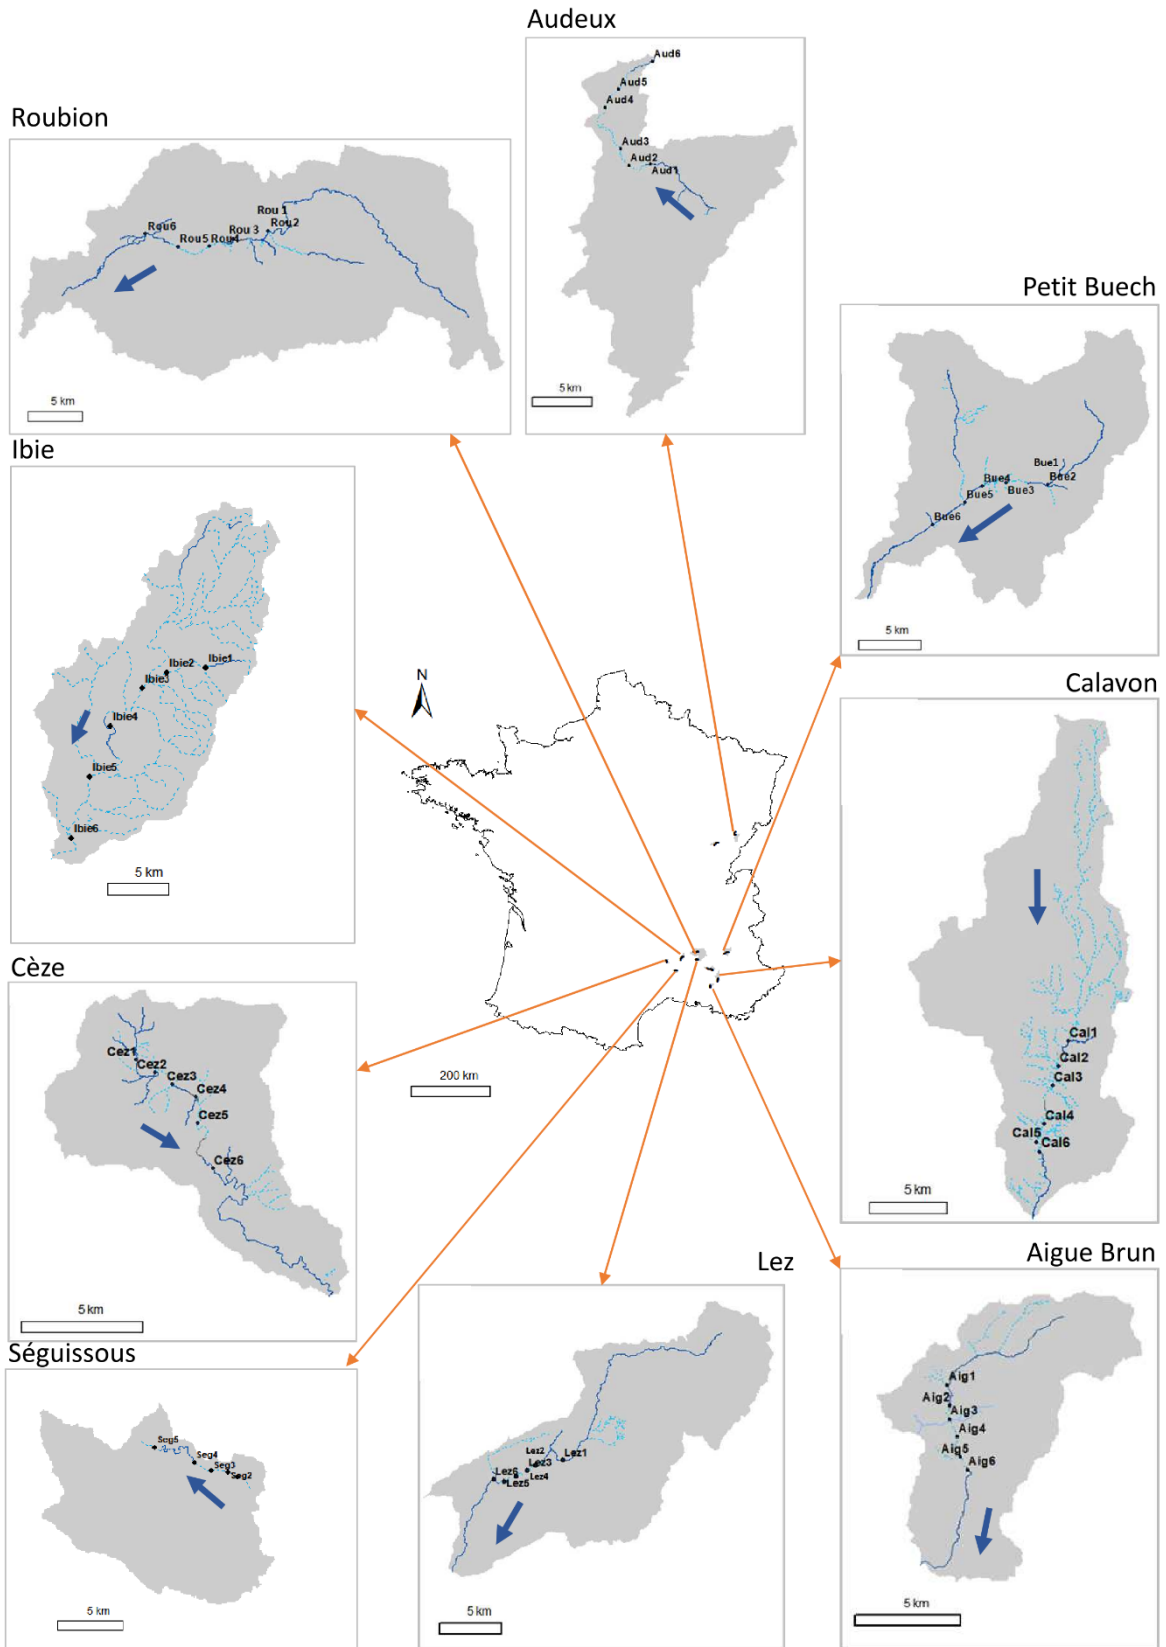 Audeux
Aud6
Aud5
Aud4
Aud3
Aud2
Aud1
5 km
Roubion
Rou 1
Rou2
Rou 3
Rou4
Rou5
Rou6
5 km
Petit Buech
Bue1
Bue2
Bue3
Bue4
Bue5
Bue6
5 km
Ibie
Ibie1
Ibie2
Ibie3
Ibie4
Ibie5
Ibie6
5 km
N
200 km
Calavon
Cal1
Cal2
Cal3
Cal4
Cal5
Cal6
5 km
Cèze
Cez1
Cez2
Cez3
Cez4
Cez5
Cez6
5 km
Lez
Lez2
Lez1
Lez3
Lez6
Lez4
Lez5
5 km
Aigue Brun
Aig1
Aig2
Aig3
Aig4
Aig5
Aig6
5 km
Séguissous
Seg5
Seg4
Seg3
Seg2
5 km